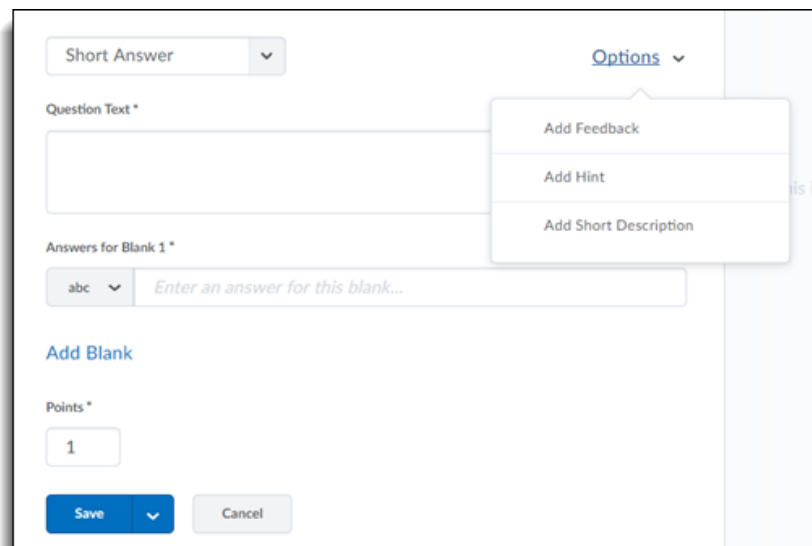 Short Answer
Options
Question Text *
Add Feedback
Add Hint
Add Short Description
Answers for Blank 1 *
abc
Enter an answer for this blank...
Add Blank
Points *
1
Save
Cancel